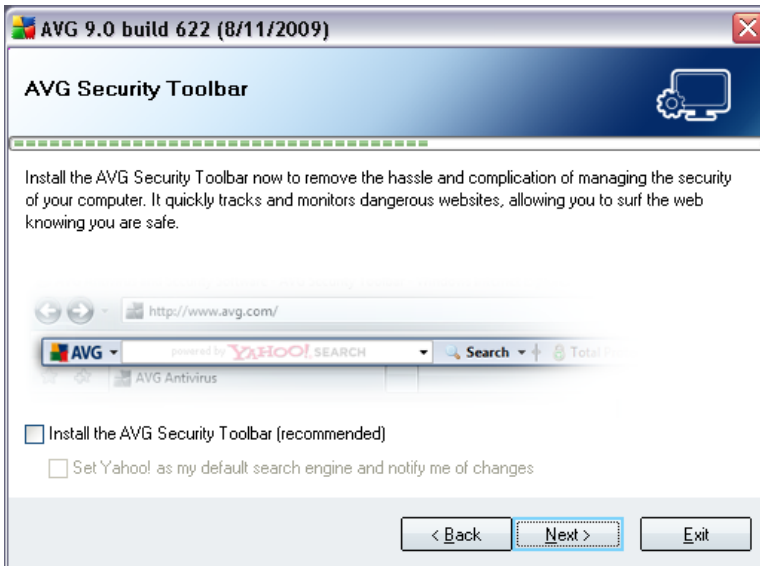 AVG 9.0 build 622 (8/11/2009)
AVG Security Toolbar
Install the AVG Security Toolbar now to remove the hassle and complication of managing the security
of your computer. It quickly tracks and monitors dangerous websites, allowing you to surf the web
knowing you are safe.
http://www.avg.com/
AVG powered by YAHOO! SEARCH Search Total
AVG Antivirus
Install the AVG Security Toolbar (recommended)
Set Yahoo! as my default search engine and notify me of changes
< Back Next > Exit